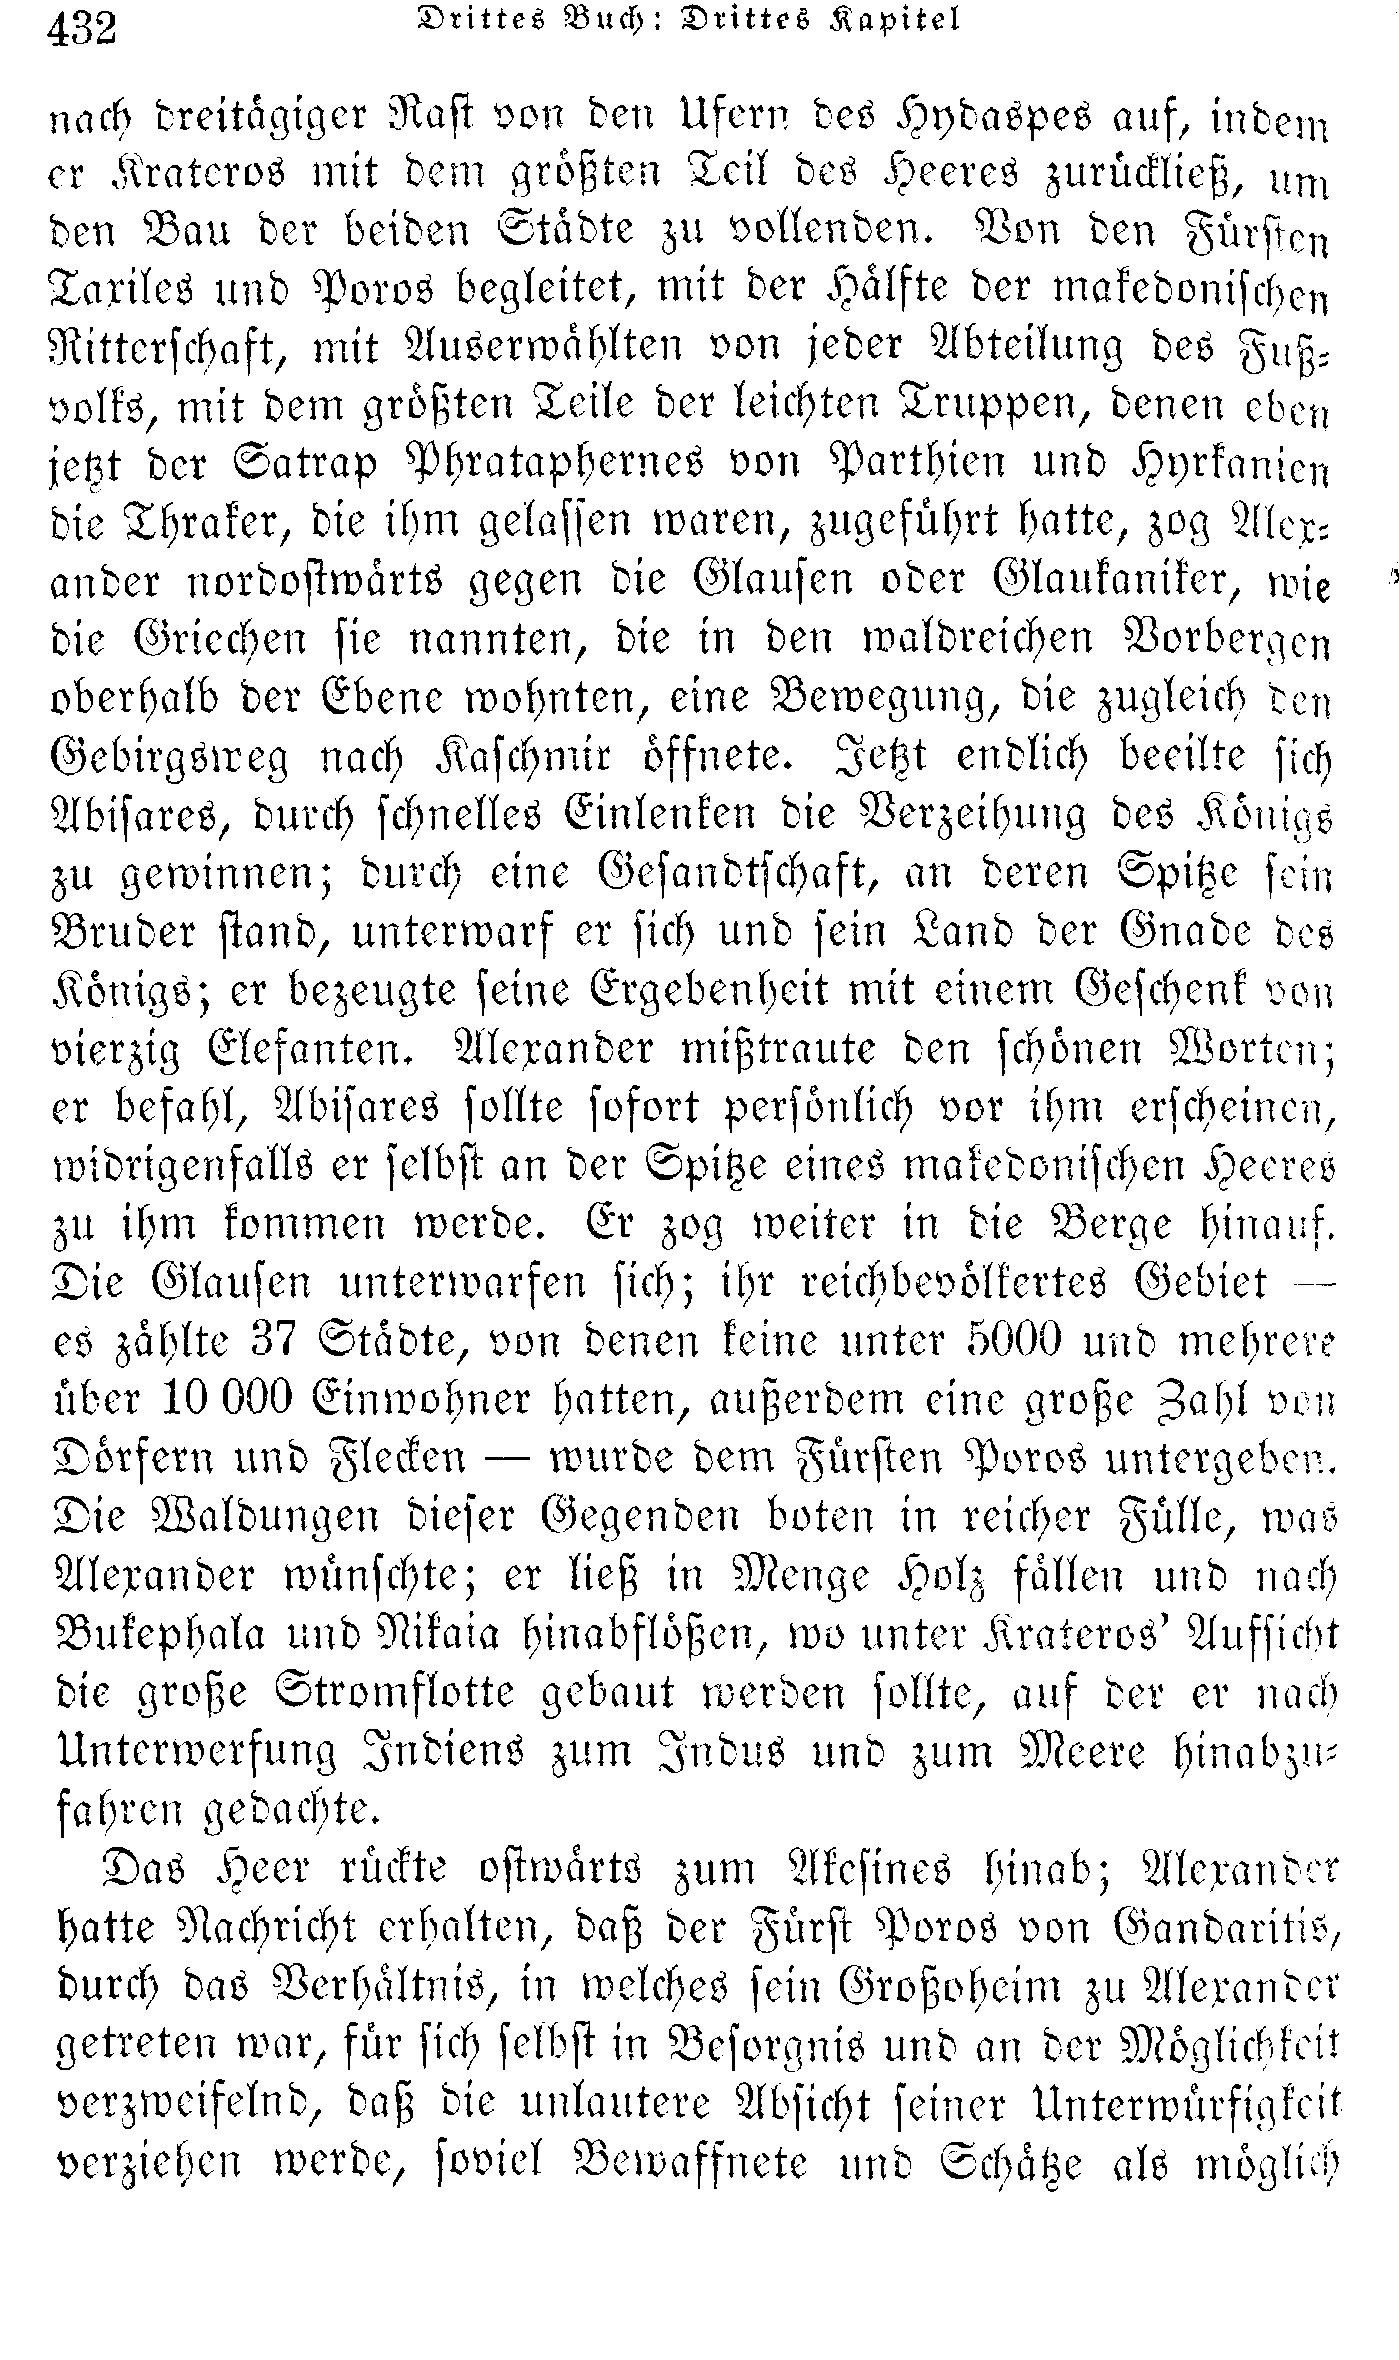 432
Drittes Buch: Drittes Kapitel
nach dreitägiger Rast von den Ufern des Hydaspes auf, indem
er Krateros mit dem größten Teil des Heeres zurückließ, um
den Bau der beiden Städte zu vollenden. Von den Fürsten
Taxiles und Poros begleitet, mit der Hälfte der makedonischen
Ritterschaft, mit Auserwählten von jeder Abteilung des Fuß-
volks, mit dem größten Teile der leichten Truppen, denen eben
jetzt der Satrap Phrataphernes von Parthien und Hyrkanien
die Thraker, die ihm gelassen waren, zugeführt hatte, zog Alex-
ander nordostwärts gegen die Glausen oder Glaukaniker, wie
die Griechen sie nannten, die in den waldreichen Vorbergen
oberhalb der Ebene wohnten, eine Bewegung, die zugleich den
Gebirgsweg nach Kaschmir öffnete. Jetzt endlich beeilte sich
Abisares, durch schnelles Einlenken die Verzeihung des Königs
zu gewinnen; durch eine Gesandtschaft, an deren Spitze sein
Bruder stand, unterwarf er sich und sein Land der Gnade des
Königs; er bezeugte seine Ergebenheit mit einem Geschenk von
vierzig Elefanten. Alexander mißtraute den schönen Worten;
er befahl, Abisares sollte sofort persönlich vor ihm erscheinen,
widrigenfalls er selbst an der Spitze eines makedonischen Heeres
zu ihm kommen werde. Er zog weiter in die Berge hinauf.
Die Glausen unterwarfen sich; ihr reichbevölkertes Gebiet —
es zählte 37 Städte, von denen keine unter 5000 und mehrere
über 10 000 Einwohner hatten, außerdem eine große Zahl von
Dörfern und Flecken — wurde dem Fürsten Poros untergeben.
Die Waldungen dieser Gegenden boten in reicher Fülle, was
Alexander wünschte; er ließ in Menge Holz fällen und nach
Bukephala und Nikaia hinabflößen, wo unter Krateros’ Aufsicht
die große Stromflotte gebaut werden sollte, auf der er nach
Unterwerfung Indiens zum Indus und zum Meere hinabzu-
fahren gedachte.
Das Heer rückte ostwärts zum Akesines hinab; Alexander
hatte Nachricht erhalten, daß der Fürst Poros von Gandaritis,
durch das Verhältnis, in welches sein Großoheim zu Alexander
getreten war, für sich selbst in Besorgnis und an der Möglichkeit
verzweifelnd, daß die unlautere Absicht seiner Unterwürfigkeit
verziehen werde, soviel Bewaffnete und Schätze als möglich